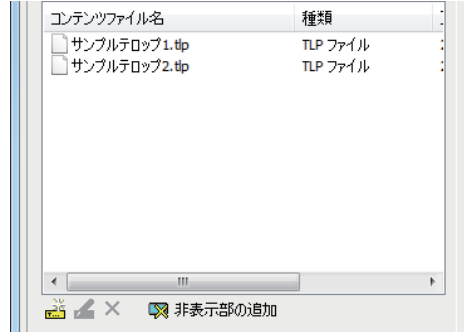 コンテンツファイル名 種類
サンプルテロップ1.tlp TLP ファイル
サンプルテロップ2.tlp TLP ファイル
非表示部の追加